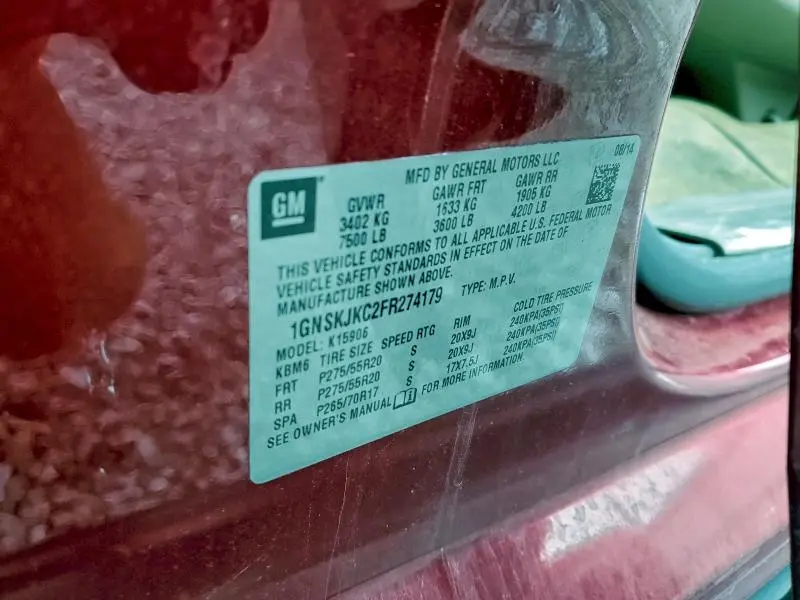 GM
MFD BY GENERAL MOTORS LLC
08/14
GVWR GAWR FRT GAWR RR
3402 KG 1633 KG 1905 KG
7500 LB 3600 LB 4200 LB
THIS VEHICLE CONFORMS TO ALL APPLICABLE U.S. FEDERAL MOTOR
VEHICLE SAFETY STANDARDS IN EFFECT ON THE DATE OF
MANUFACTURE SHOWN ABOVE.
1GNSKJKC2FR274179 TYPE: M.P.V.
MODEL: K15906
KBM6 TIRE SIZE SPEED RTG RIM COLD TIRE PRESSURE
FRT P275/55R20 S 20X9J 240KPA(35PSI)
RR P275/55R20 S 20X9J 240KPA(35PSI)
SPA P265/70R17 S 17X7.5J 240KPA(35PSI)
SEE OWNER'S MANUAL FOR MORE INFORMATION.